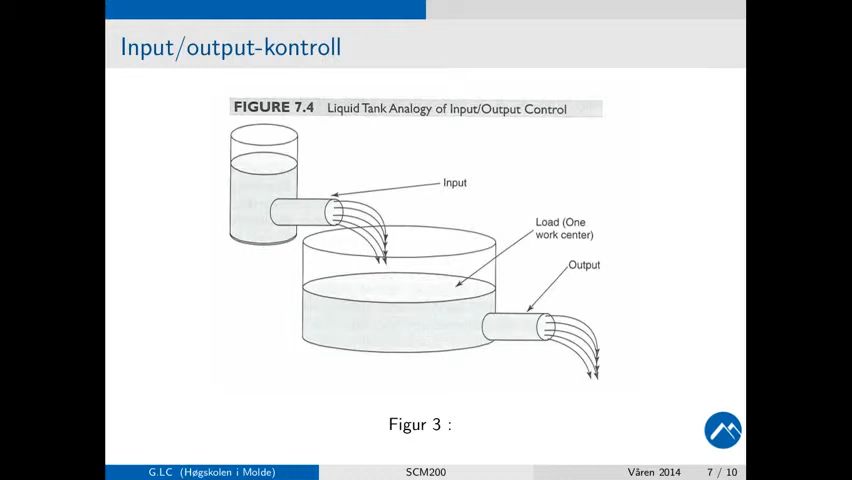 Input/output-kontroll
FIGURE 7.4 Liquid Tank Analogy of Input/Output Control
Input
Load (One
work center)
Output
Figur 3 :
G.LC (Høgskolen i Molde) SCM200 Våren 2014 7 / 10